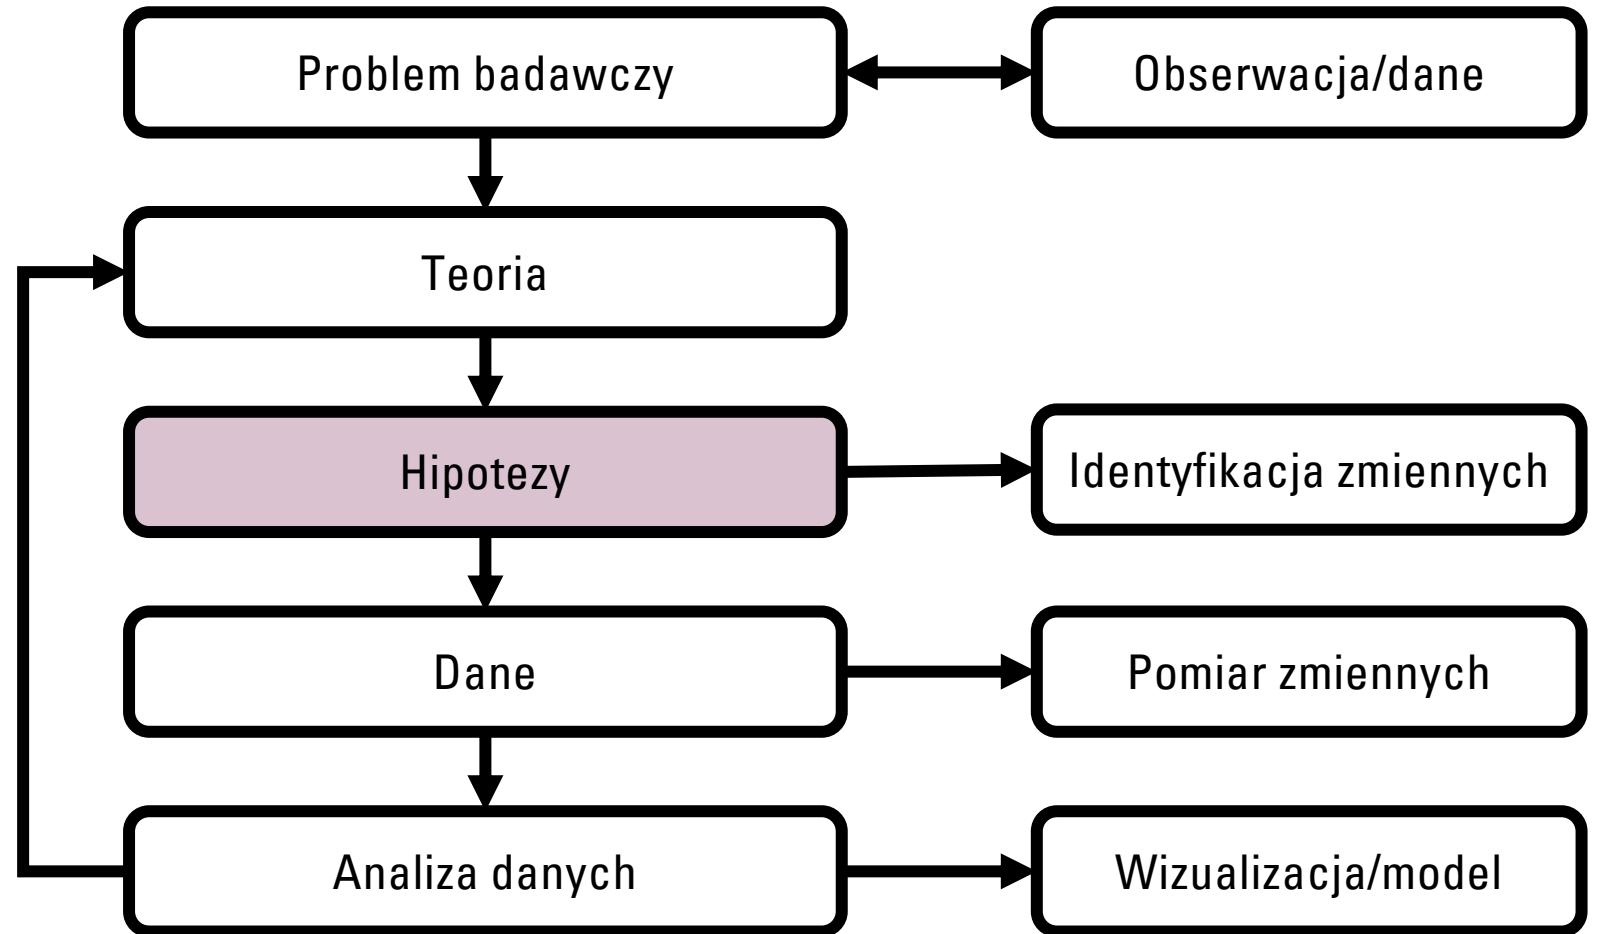 Problem badawczy
Obserwacja/dane
Teoria
Hipotezy
Identyfikacja zmiennych
Dane
Pomiar zmiennych
Analiza danych
Wizualizacja/model